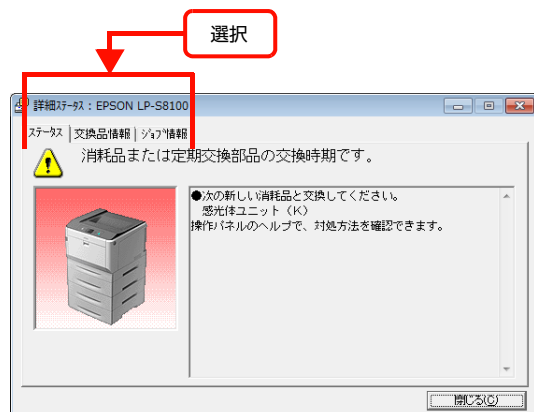 選択
詳細ステータス : EPSON LP-S8100
ステータス 交換品情報 ジョブ情報
消耗品または定期交換部品の交換時期です。
●次の新しい消耗品と交換してください。
感光体ユニット（K）
操作パネルのヘルプで、対処方法を確認できます。
閉じる(C)